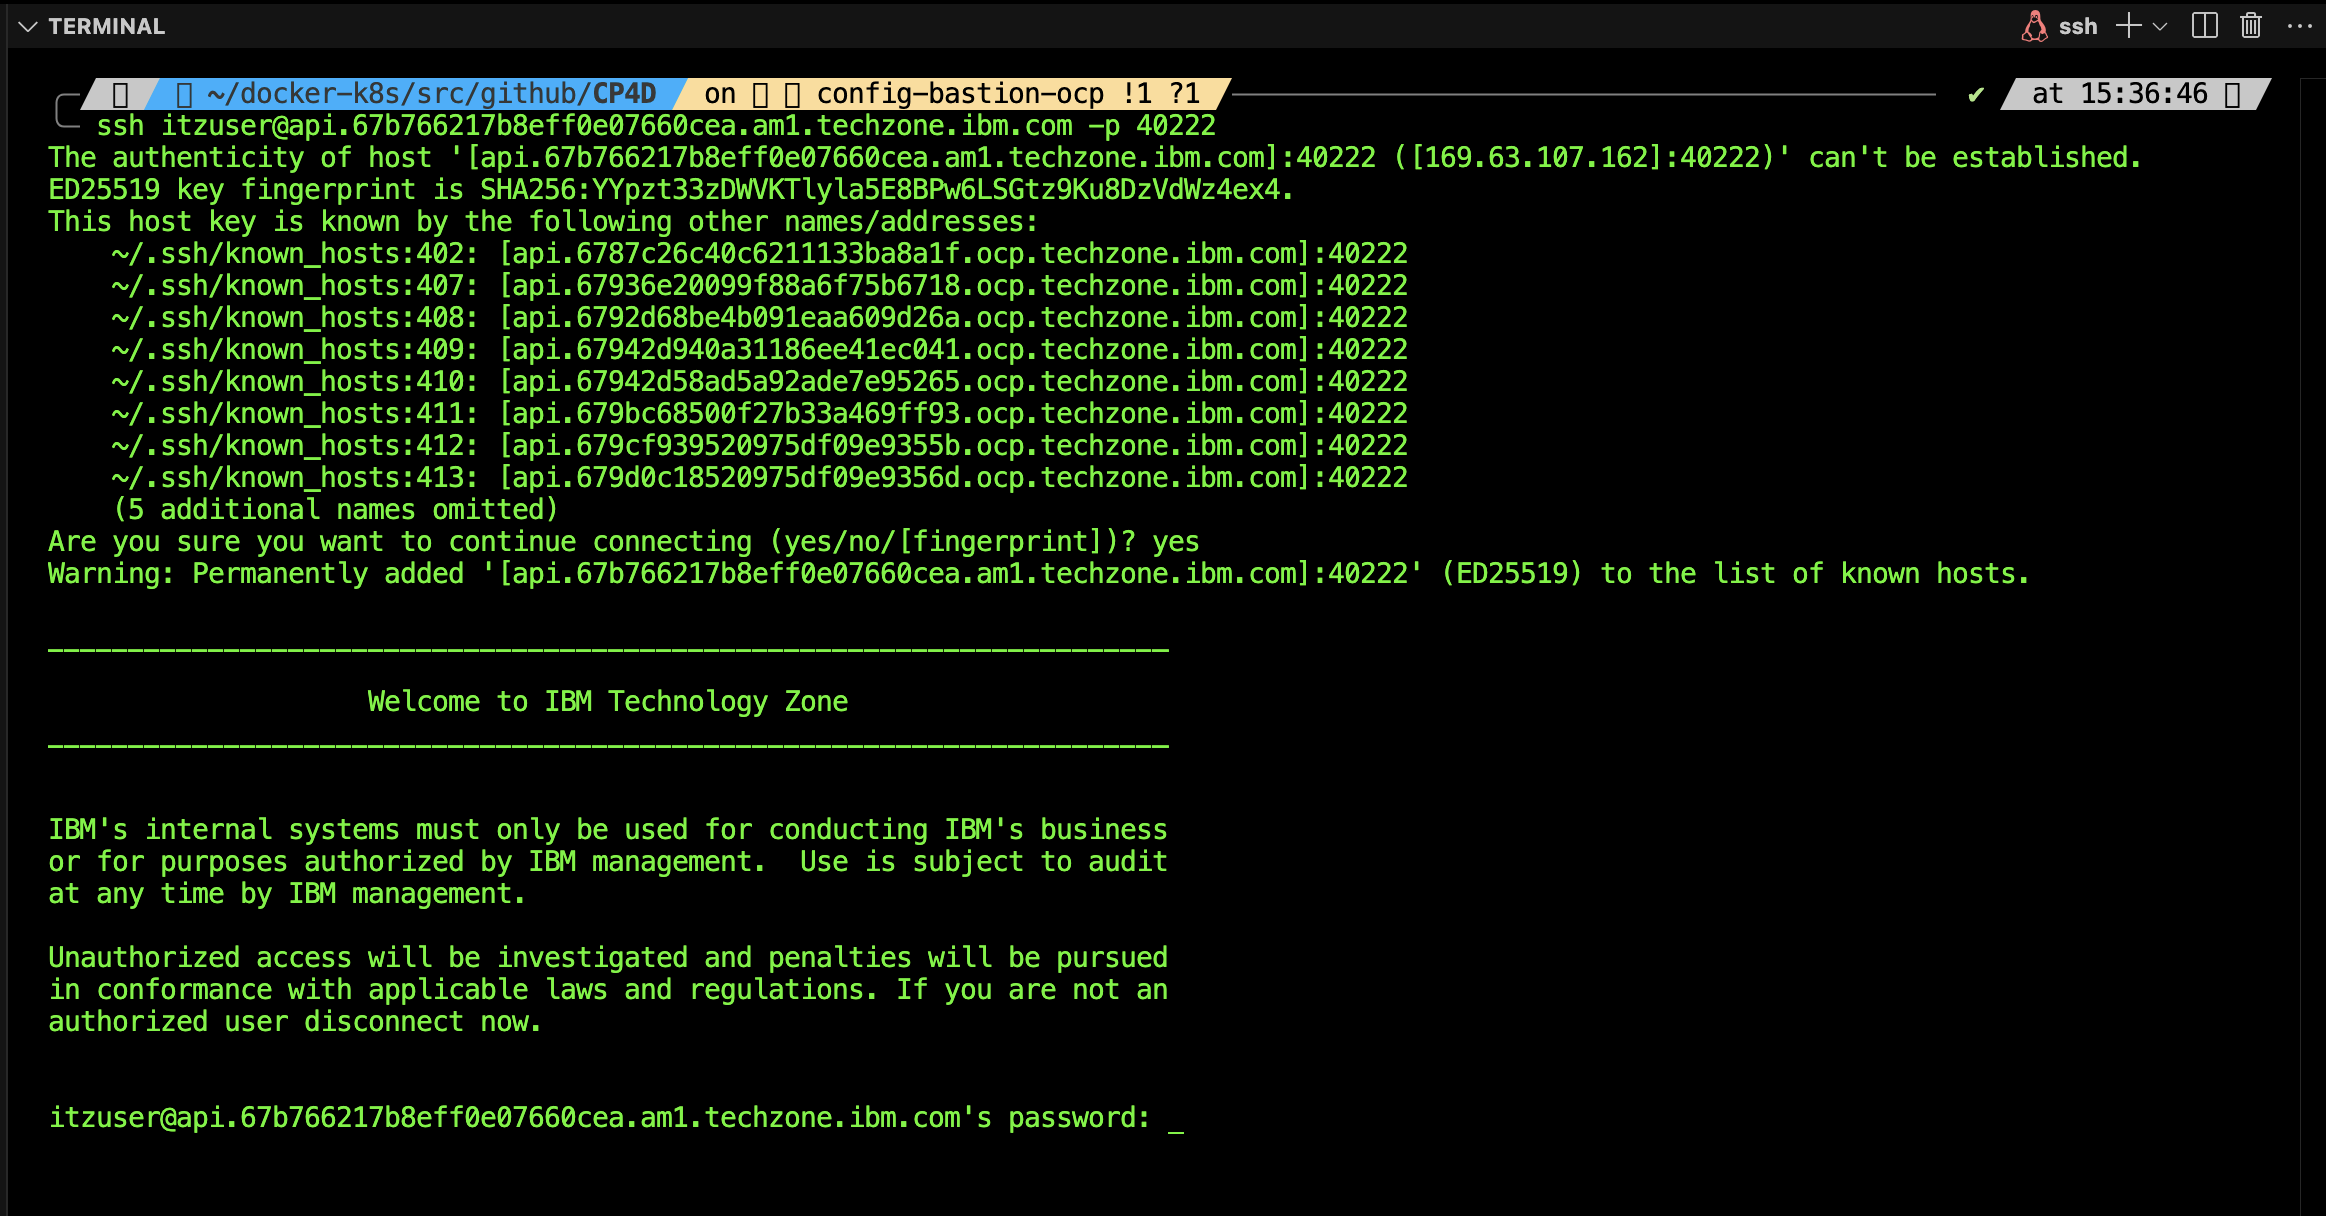 TERMINAL
ssh
~/docker-k8s/src/github/CP4D on config-bastion-ocp !1 ?1 ✔ at 15:36:46
ssh itzuser@api.67b766217b8eff0e07660cea.am1.techzone.ibm.com -p 40222
The authenticity of host '[api.67b766217b8eff0e07660cea.am1.techzone.ibm.com]:40222 ([169.63.107.162]:40222)' can't be established.
ED25519 key fingerprint is SHA256:YYpzt33zDWVKTlyla5E8BPw6LSGtz9Ku8DzVdWz4ex4.
This host key is known by the following other names/addresses:
    ~/.ssh/known_hosts:402: [api.6787c26c40c6211133ba8a1f.ocp.techzone.ibm.com]:40222
    ~/.ssh/known_hosts:407: [api.67936e20099f88a6f75b6718.ocp.techzone.ibm.com]:40222
    ~/.ssh/known_hosts:408: [api.6792d68be4b091eaa609d26a.ocp.techzone.ibm.com]:40222
    ~/.ssh/known_hosts:409: [api.67942d940a31186ee41ec041.ocp.techzone.ibm.com]:40222
    ~/.ssh/known_hosts:410: [api.67942d58ad5a92ade7e95265.ocp.techzone.ibm.com]:40222
    ~/.ssh/known_hosts:411: [api.679bc68500f27b33a469ff93.ocp.techzone.ibm.com]:40222
    ~/.ssh/known_hosts:412: [api.679cf939520975df09e9355b.ocp.techzone.ibm.com]:40222
    ~/.ssh/known_hosts:413: [api.679d0c18520975df09e9356d.ocp.techzone.ibm.com]:40222
    (5 additional names omitted)
Are you sure you want to continue connecting (yes/no/[fingerprint])? yes
Warning: Permanently added '[api.67b766217b8eff0e07660cea.am1.techzone.ibm.com]:40222' (ED25519) to the list of known hosts.
Welcome to IBM Technology Zone
IBM's internal systems must only be used for conducting IBM's business
or for purposes authorized by IBM management.  Use is subject to audit
at any time by IBM management.
Unauthorized access will be investigated and penalties will be pursued
in conformance with applicable laws and regulations. If you are not an
authorized user disconnect now.
itzuser@api.67b766217b8eff0e07660cea.am1.techzone.ibm.com's password: _